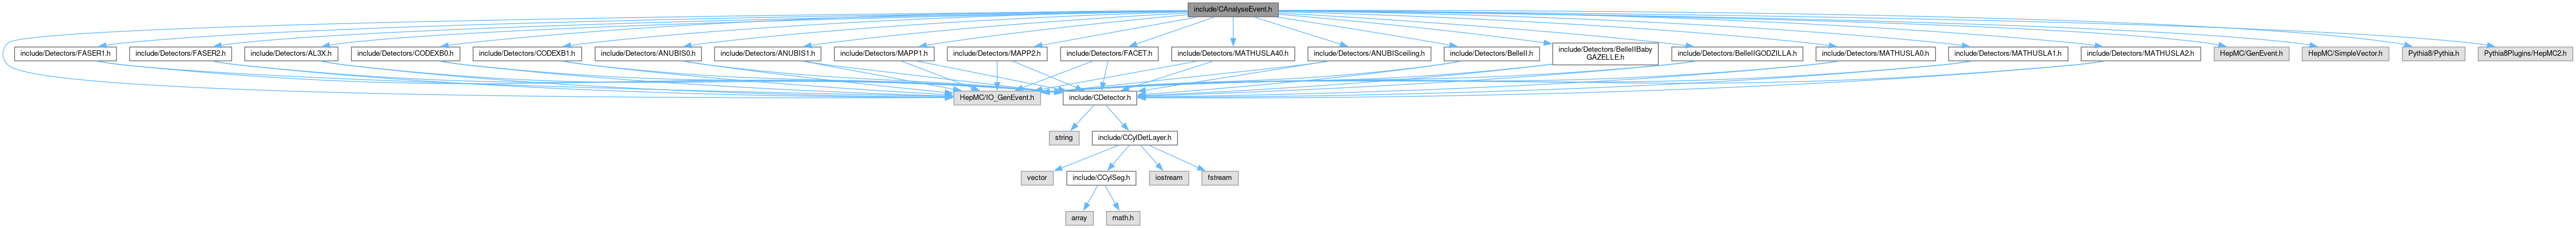 include/CAnalyseEvent.h
include/Detectors/FASER1.h
include/Detectors/FASER2.h
include/Detectors/AL3X.h
include/Detectors/CODEXB0.h
include/Detectors/CODEXB1.h
include/Detectors/ANUBIS0.h
include/Detectors/ANUBIS1.h
include/Detectors/MAPP1.h
include/Detectors/MAPP2.h
include/Detectors/FACET.h
include/Detectors/MATHUSLA40.h
include/Detectors/ANUBISceiling.h
include/Detectors/BelleII.h
include/Detectors/BelleIIBaby
GAZELLE.h
include/Detectors/BelleIIGODZILLA.h
include/Detectors/MATHUSLA0.h
include/Detectors/MATHUSLA1.h
include/Detectors/MATHUSLA2.h
HepMC/GenEvent.h
HepMC/SimpleVector.h
Pythia8/Pythia.h
Pythia8Plugins/HepMC2.h
HepMC/IO_GenEvent.h
include/CDetector.h
string
include/CCylDetLayer.h
vector
include/CCylSeg.h
iostream
fstream
array
math.h